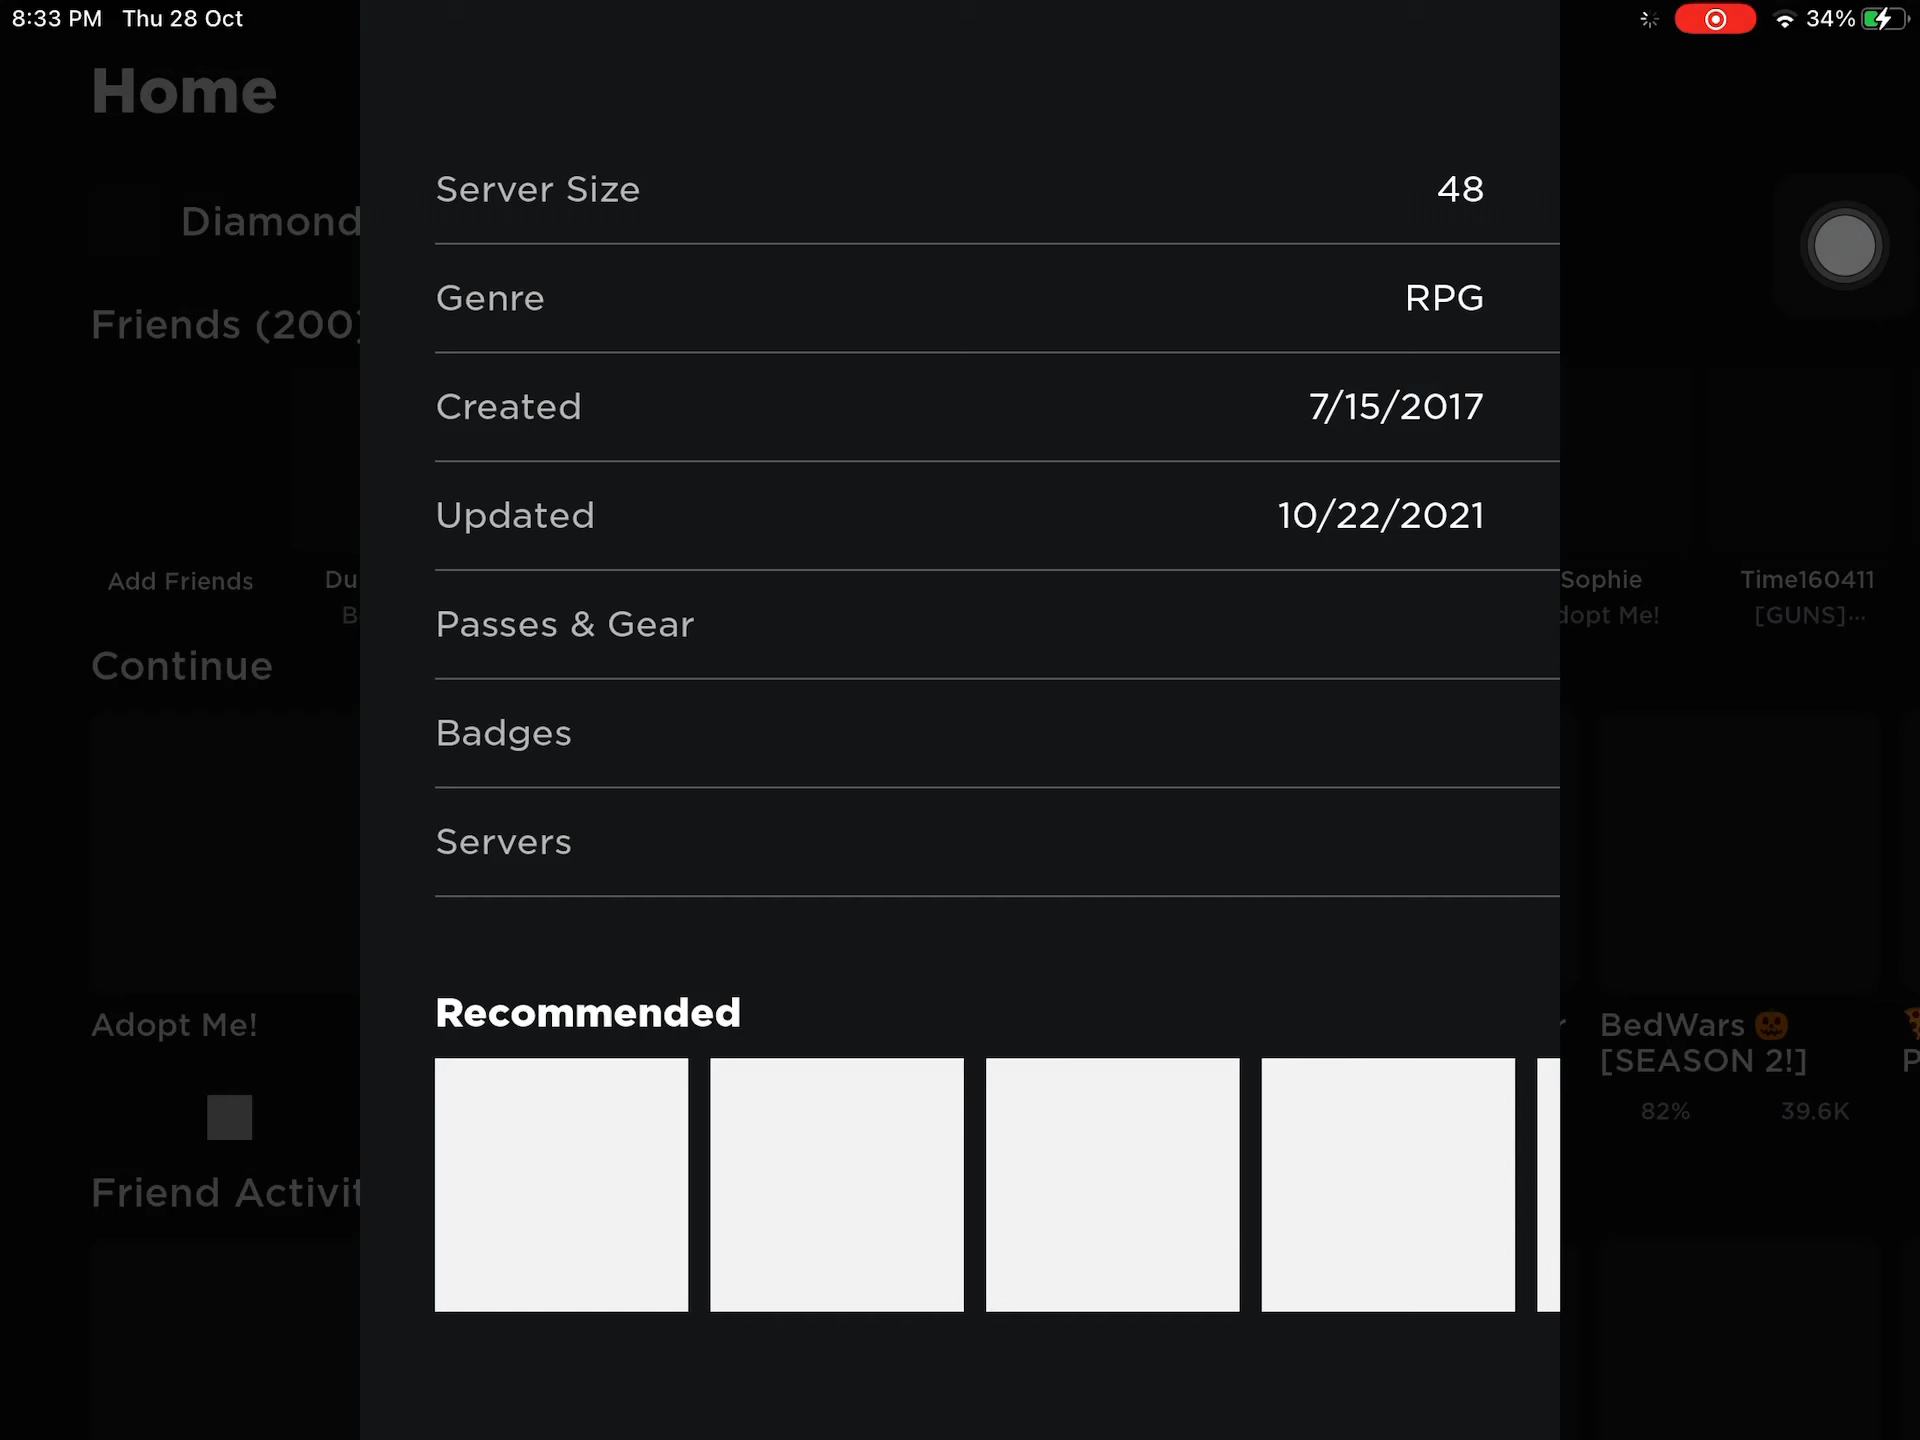 8:33 PM Thu 28 Oct
34%
Home
Diamond
Friends (200)
Add Friends
Du
Be
Sophie
dopt Me!
Time160411
[GUNS]...
Continue
Adopt Me!
BedWars 🎃
[SEASON 2!]
82% 39.6K
P
Friend Activit
Server Size 48
Genre RPG
Created 7/15/2017
Updated 10/22/2021
Passes & Gear
Badges
Servers
Recommended